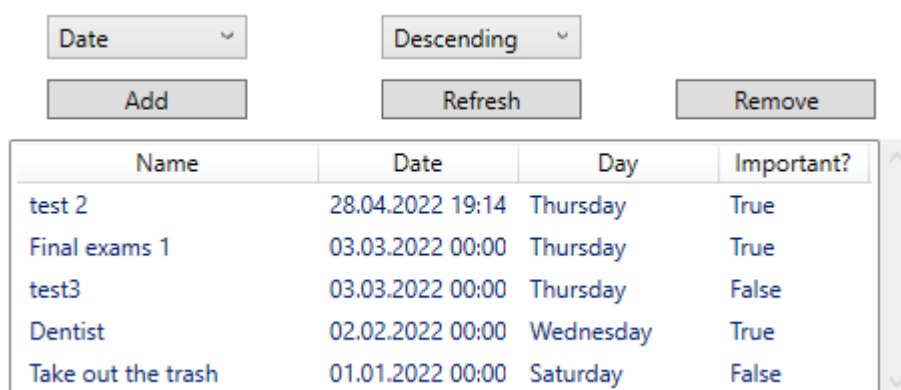 Date Descending
Add Refresh Remove
Name Date Day Important?
test 2 28.04.2022 19:14 Thursday True
Final exams 1 03.03.2022 00:00 Thursday True
test3 03.03.2022 00:00 Thursday False
Dentist 02.02.2022 00:00 Wednesday True
Take out the trash 01.01.2022 00:00 Saturday False